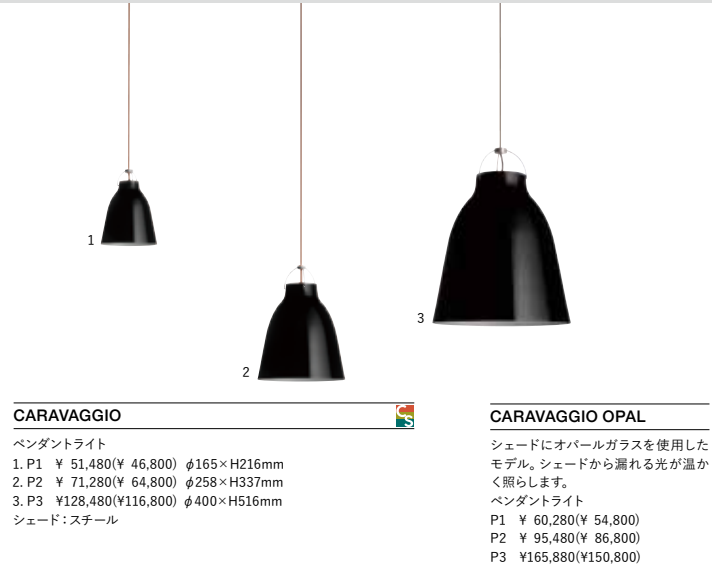 1
2
3
CARAVAGGIO
CS
ペンダントライト
1. P1 ¥ 51,480(¥ 46,800) φ165×H216mm
2. P2 ¥ 71,280(¥ 64,800) φ258×H337mm
3. P3 ¥128,480(¥116,800) φ400×H516mm
シェード：スチール
CARAVAGGIO OPAL
シェードにオパールガラスを使用した
モデル。シェードから漏れる光が温か
く照らします。
ペンダントライト
P1 ¥ 60,280(¥ 54,800)
P2 ¥ 95,480(¥ 86,800)
P3 ¥165,880(¥150,800)